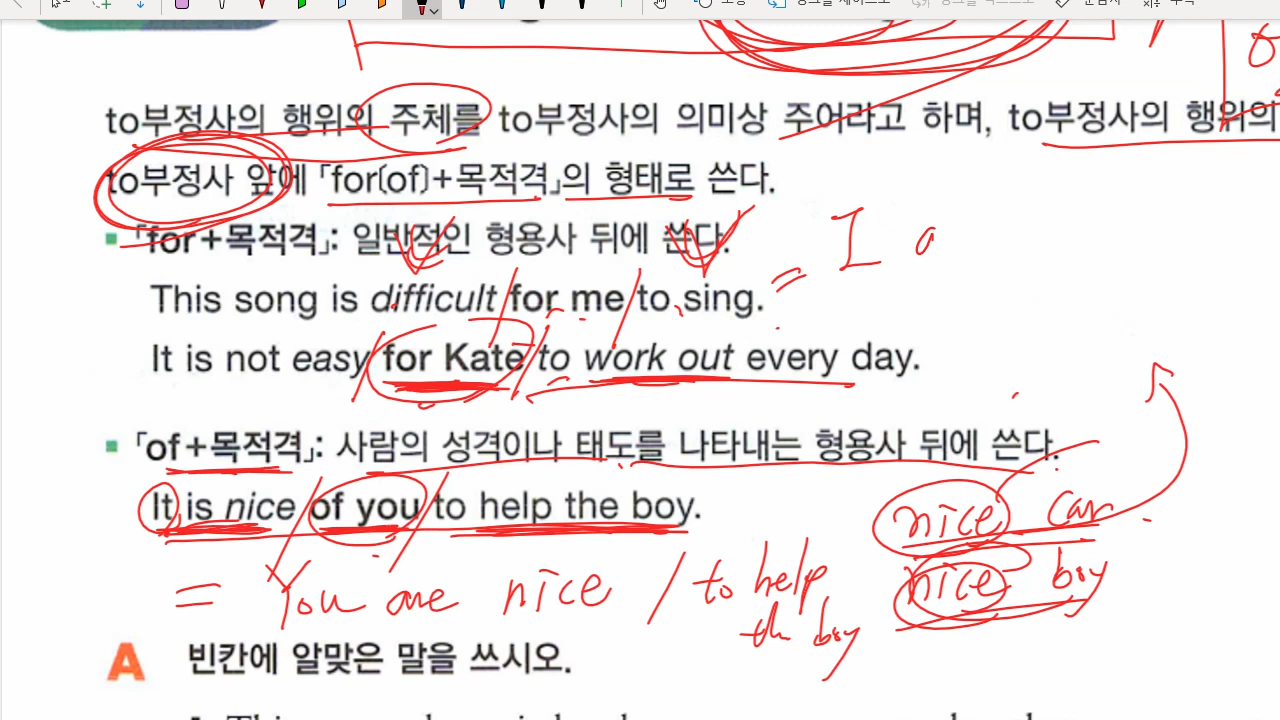 to부정사의 행위의 주체를 to부정사의 의미상 주어라고 하며, to부정사의 행위의
to부정사 앞에 「for(of)+목적격」의 형태로 쓴다.
「for+목적격」: 일반적인 형용사 뒤에 쓴다.
This song is difficult for me to sing. = I a
It is not easy for Kate to work out every day.
「of+목적격」: 사람의 성격이나 태도를 나타내는 형용사 뒤에 쓴다.
It is nice of you to help the boy.
nice car
nice boy
= You are nice / to help
the boy
A 빈칸에 알맞은 말을 쓰시오.